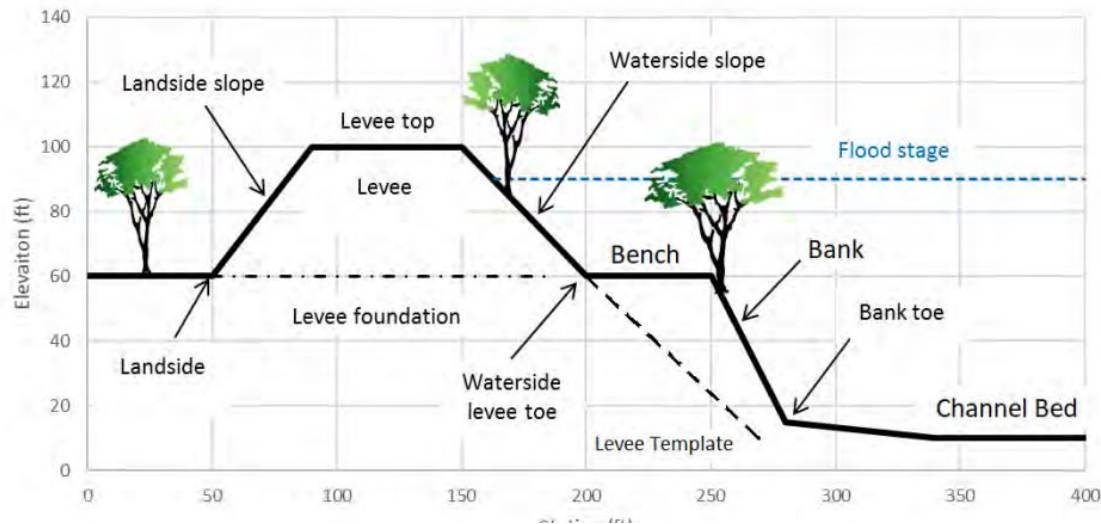 140
120
100
80
60
40
20
0
Elevaiton (ft)
Landside slope
Levee top
Levee
Waterside slope
Flood stage
Bench
Bank
Bank toe
Levee foundation
Landside
Waterside
levee toe
Levee Template
Channel Bed
0 50 100 150 200 250 300 350 400